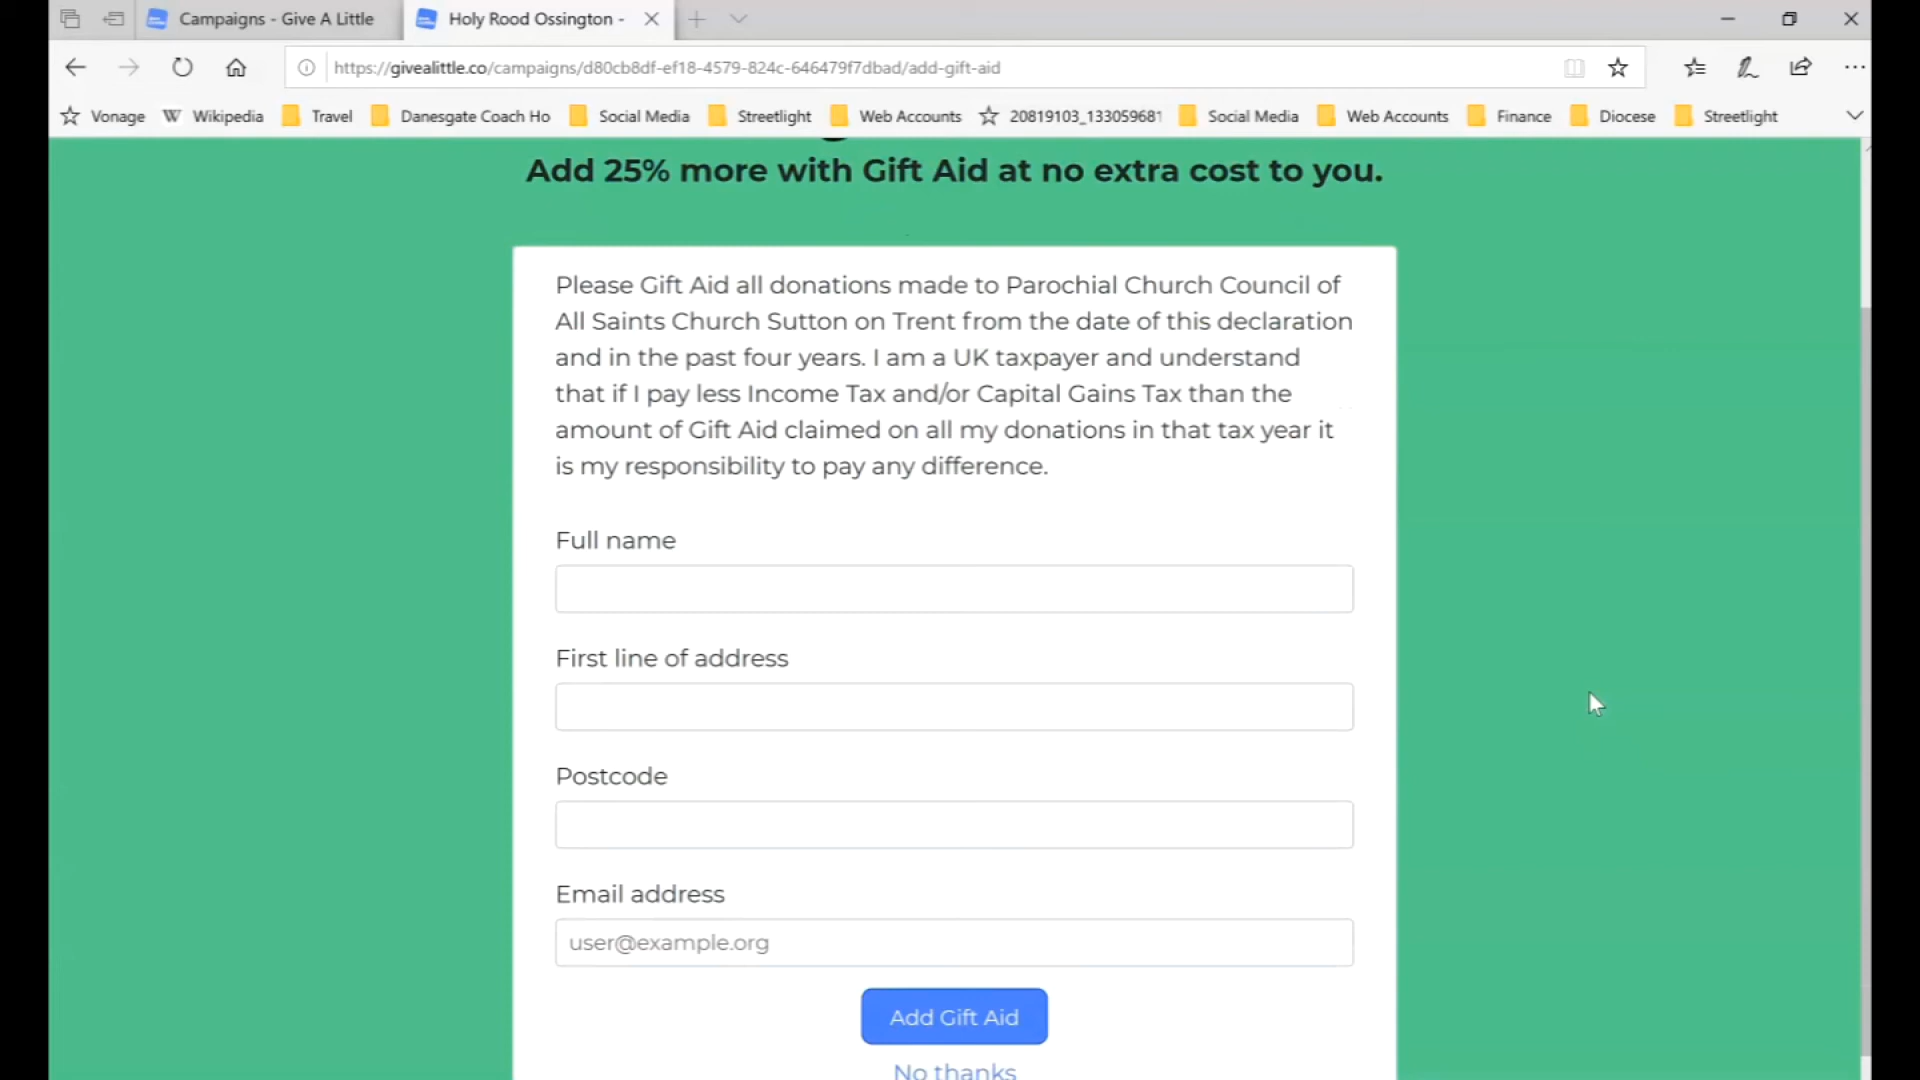 Campaigns - Give A Little
Holy Rood Ossington -
https://givealittle.co/campaigns/d80cb8df-ef18-4579-824c-646479f7dbad/add-gift-aid
Vonage
Wikipedia
Travel
Danesgate Coach Ho
Social Media
Streetlight
Web Accounts
20819103_133059681
Social Media
Web Accounts
Finance
Diocese
Streetlight
Add 25% more with Gift Aid at no extra cost to you.
Please Gift Aid all donations made to Parochial Church Council of
All Saints Church Sutton on Trent from the date of this declaration
and in the past four years. I am a UK taxpayer and understand
that if I pay less Income Tax and/or Capital Gains Tax than the
amount of Gift Aid claimed on all my donations in that tax year it
is my responsibility to pay any difference.
Full name
First line of address
Postcode
Email address
user@example.org
Add Gift Aid
No thanks